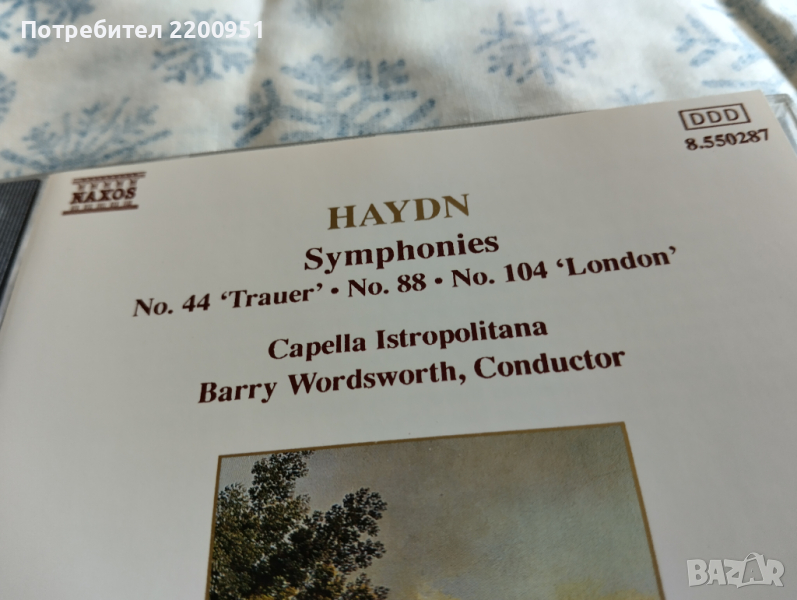 Потребител 2200951
DDD
8.550287
NAXOS
HAYDN
Symphonies
No. 44 ‘Trauer’ • No. 88 • No. 104 ‘London’
Capella Istropolitana
Barry Wordsworth, Conductor
BAZAR